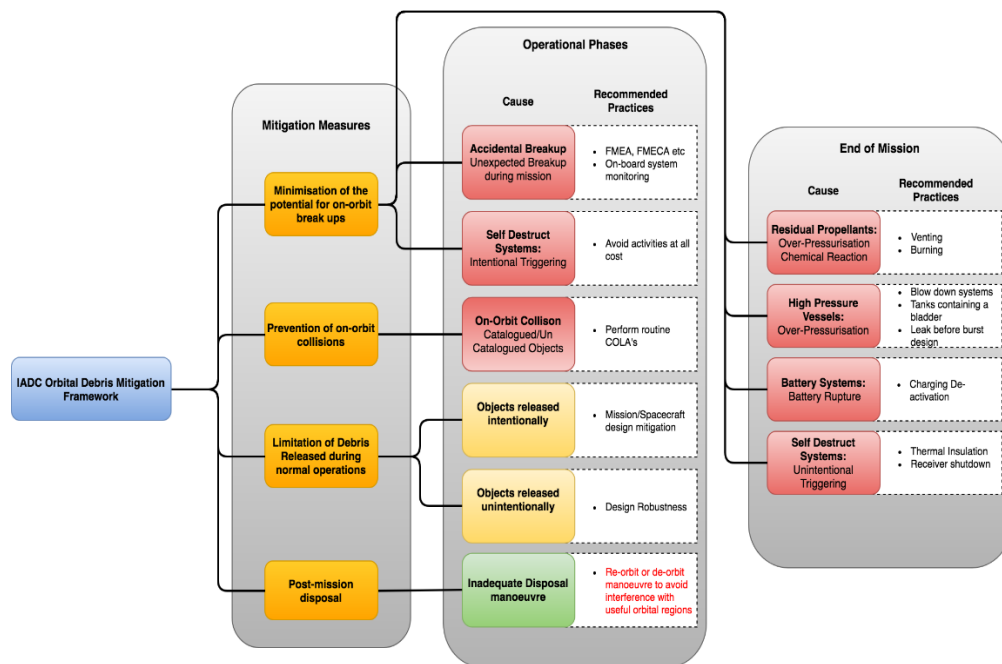 Operational Phases
Cause
Recommended
Practices
Mitigation Measures
Accidental Breakup
Unexpected Breakup
during mission
• FMEA, FMECA etc
• On-board system
monitoring
End of Mission
Minimisation of the
potential for on-orbit
break ups
Cause
Recommended
Practices
Self Destruct Systems:
Intentional Triggering
• Avoid activities at all
cost
Residual Propellants:
Over-Pressurisation
Chemical Reaction
• Venting
• Burning
Prevention of on-orbit
collisions
On-Orbit Collison
Catalogued/Un
Catalogued Objects
• Perform routine
COLA's
High Pressure
Vessels:
Over-Pressurisation
• Blow down systems
• Tanks containing a
bladder
• Leak before burst
design
IADC Orbital Debris Mitigation
Framework
Battery Systems:
Battery Rupture
• Charging De-
activation
Objects released
intentionally
• Mission/Spacecraft
design mitigation
Limitation of Debris
Released during
normal operations
Self Destruct
Systems:
Unintentional
Triggering
• Thermal Insulation
• Receiver shutdown
Objects released
unintentionally
• Design Robustness
Post-mission
disposal
Inadequate Disposal
manoeuvre
• Re-orbit or de-orbit
manoeuvre to avoid
interference with
useful orbital regions